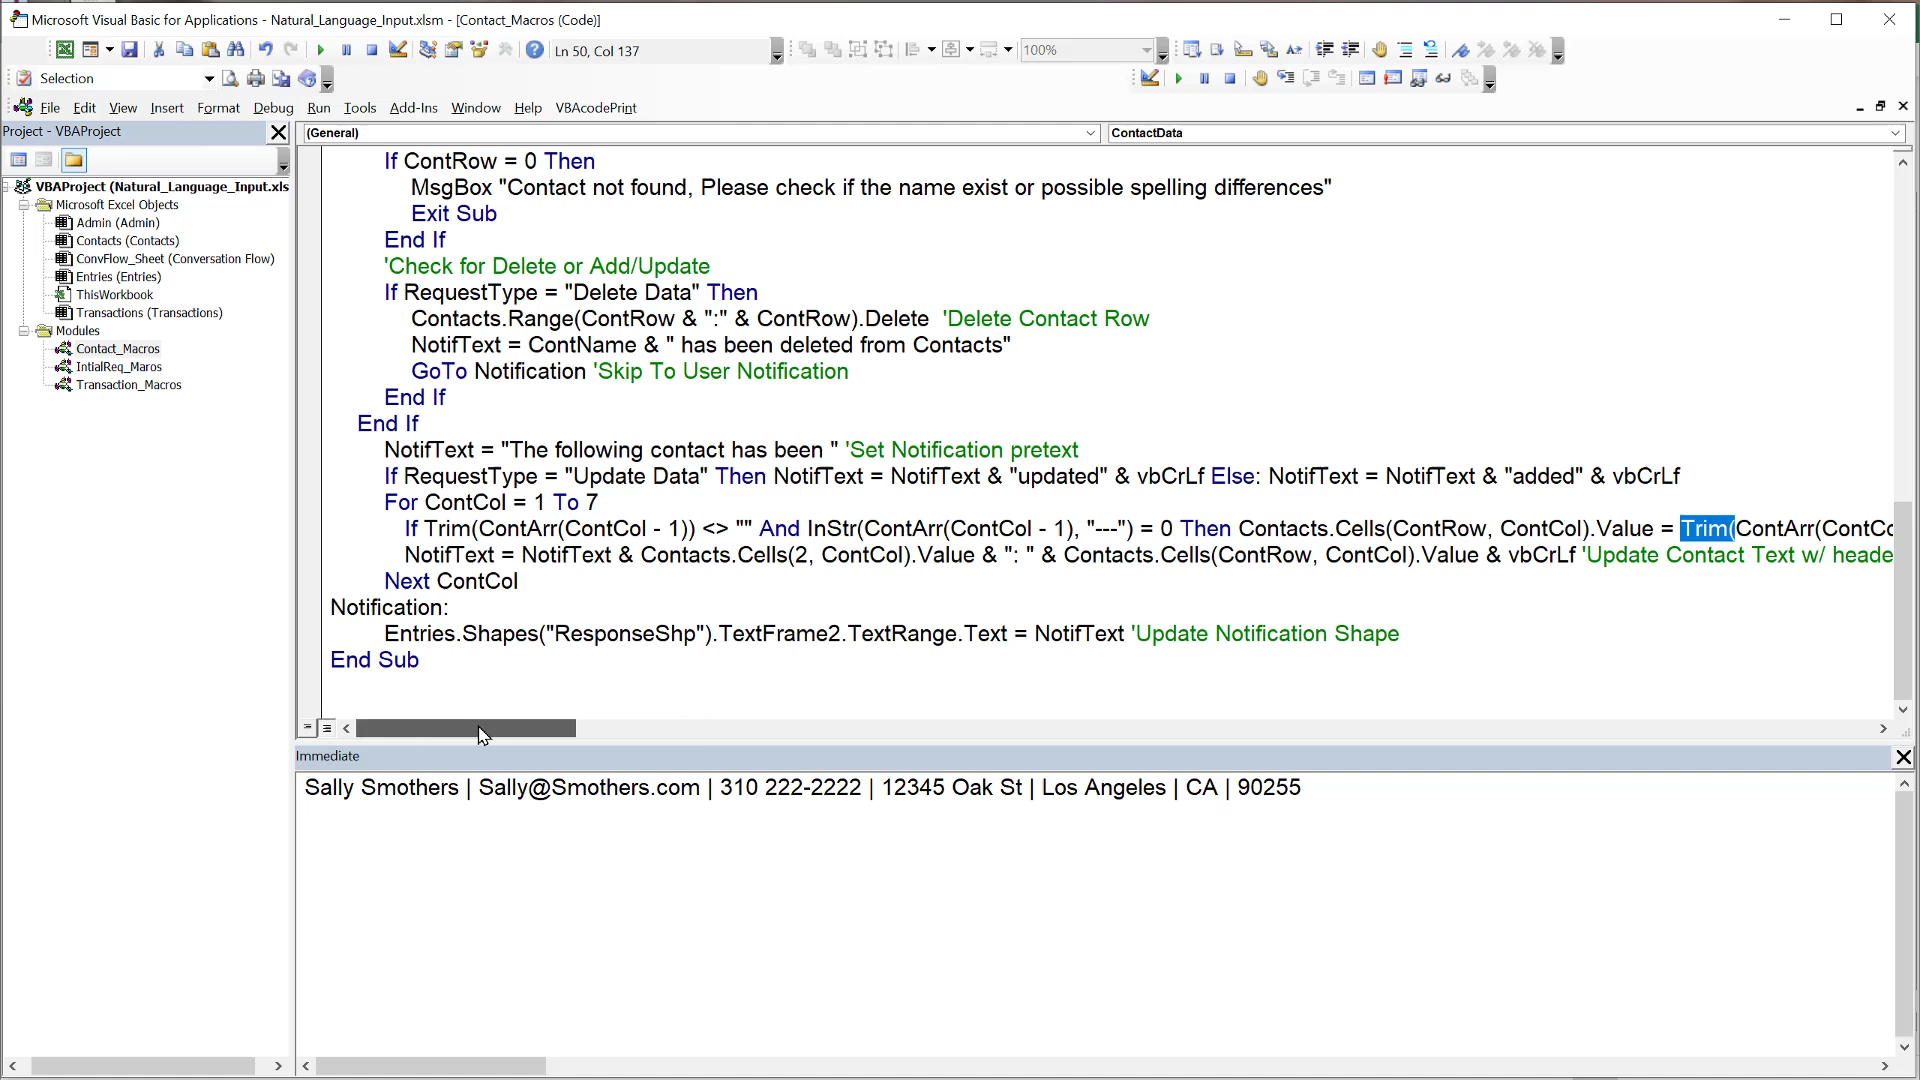 Microsoft Visual Basic for Applications - Natural_Language_Input.xlsm - [Contact_Macros (Code)]
Ln 50, Col 137
100%
Selection
File Edit View Insert Format Debug Run Tools Add-Ins Window Help VBAcodePrint
Project - VBAProject
(General)
ContactData
VBAProject (Natural_Language_Input.xls
Microsoft Excel Objects
Admin (Admin)
Contacts (Contacts)
ConvFlow_Sheet (Conversation Flow)
Entries (Entries)
ThisWorkbook
Transactions (Transactions)
Modules
Contact_Macros
IntialReq_Maros
Transaction_Macros
If ContRow = 0 Then
MsgBox "Contact not found, Please check if the name exist or possible spelling differences"
Exit Sub
End If
'Check for Delete or Add/Update
If RequestType = "Delete Data" Then
Contacts.Range(ContRow & ":" & ContRow).Delete 'Delete Contact Row
NotifText = ContName & " has been deleted from Contacts"
GoTo Notification 'Skip To User Notification
End If
End If
NotifText = "The following contact has been " 'Set Notification pretext
If RequestType = "Update Data" Then NotifText = NotifText & "updated" & vbCrLf Else: NotifText = NotifText & "added" & vbCrLf
For ContCol = 1 To 7
If Trim(ContArr(ContCol - 1)) <> "" And InStr(ContArr(ContCol - 1), "---") = 0 Then Contacts.Cells(ContRow, ContCol).Value = Trim(ContArr(ContCo
NotifText = NotifText & Contacts.Cells(2, ContCol).Value & ": " & Contacts.Cells(ContRow, ContCol).Value & vbCrLf 'Update Contact Text w/ heade
Next ContCol
Notification:
Entries.Shapes("ResponseShp").TextFrame2.TextRange.Text = NotifText 'Update Notification Shape
End Sub
Immediate
Sally Smothers | Sally@Smothers.com | 310 222-2222 | 12345 Oak St | Los Angeles | CA | 90255